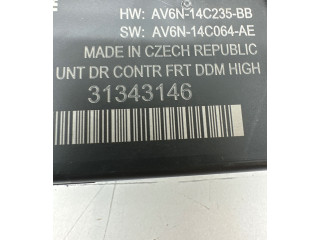 HW: AV6N-14C235-BB
SW: AV6N-14C064-AE
MADE IN CZECH REPUBLIC
UNT DR CONTR FRT DDM HIGH
31343146